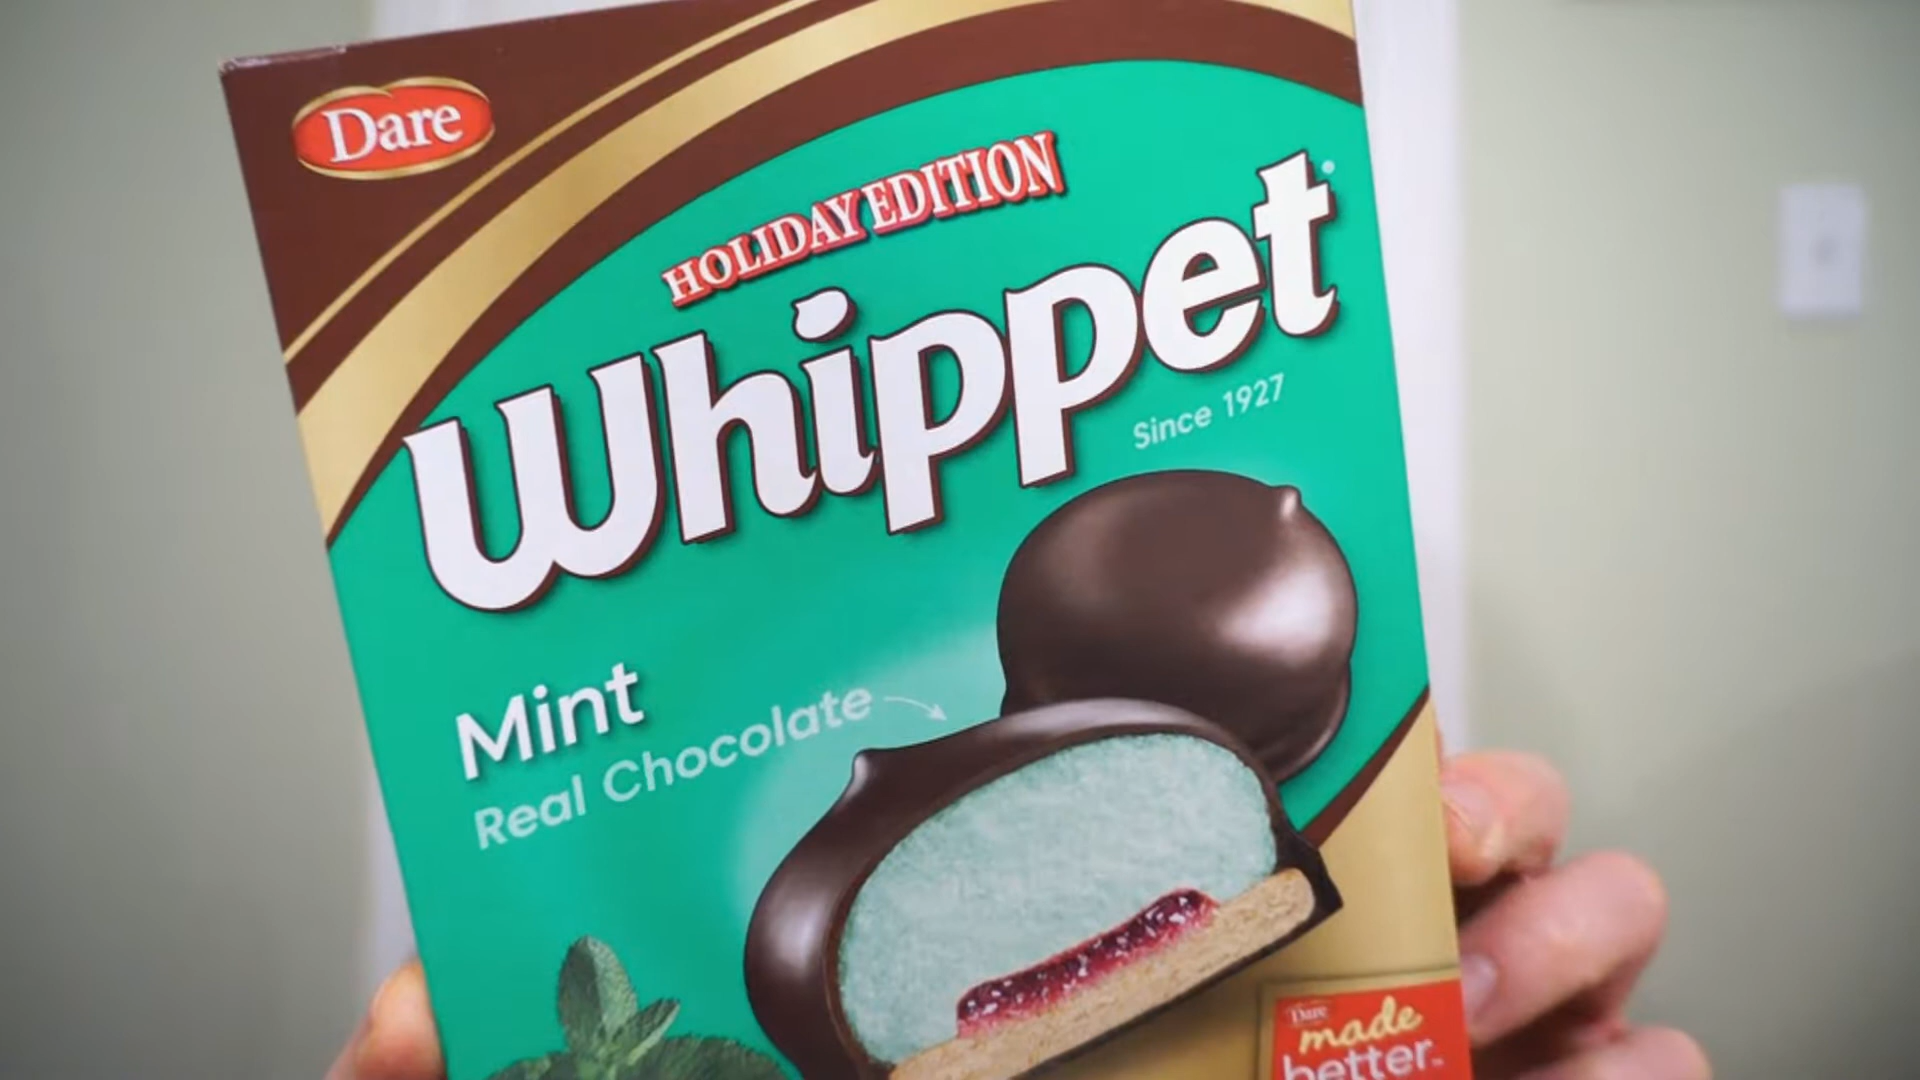 Dare
HOLIDAY EDITION
Whippet
Since 1927
Mint
Real Chocolate
Dare
made
better